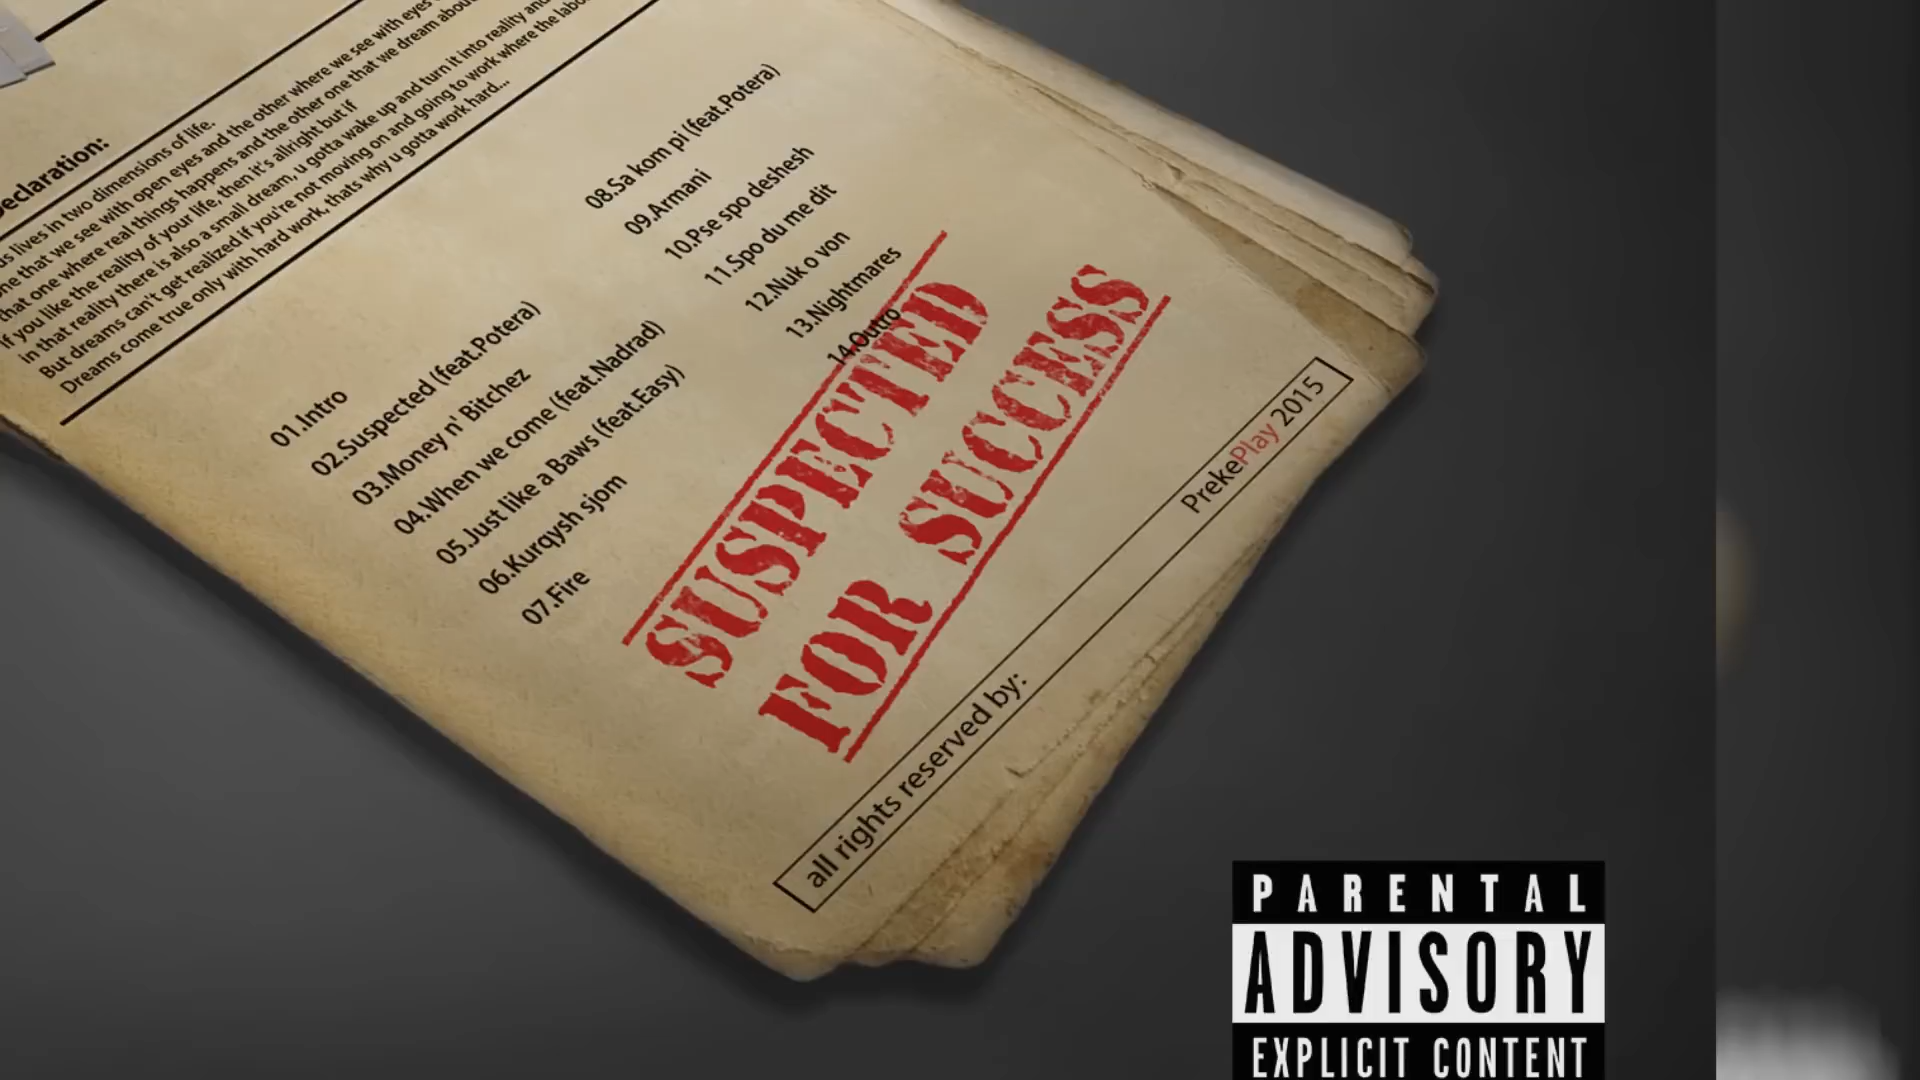 Declaration:
lives in two dimensions of life.
that we see with open eyes and the other where we see with eyes
that one where real things happens and the other one that we dream about
If you like the reality of your life, then it's allright but if
in that reality there is also a small dream, u gotta wake up and turn it into reality and
But dreams can't get realized if you're not moving on and going to work where the
Dreams come true only with hard work, thats why u gotta work hard...
01.Intro
02.Suspected (feat.Potera)
03.Money n' Bitchez
04.When we come (feat.Nadrad)
05.Just like a Baws (feat.Easy)
06.Kurqysh sjom
07.Fire
08.Sa kom pi (feat.Potera)
09.Armani
10.Pse spo deshesh
11.Spo du me dit
12.Nuk o von
13.Nightmares
14.Outro
SUSPECTED
FOR SUCCESS
all rights reserved by: PrekePlay 2015
PARENTAL
ADVISORY
EXPLICIT CONTENT